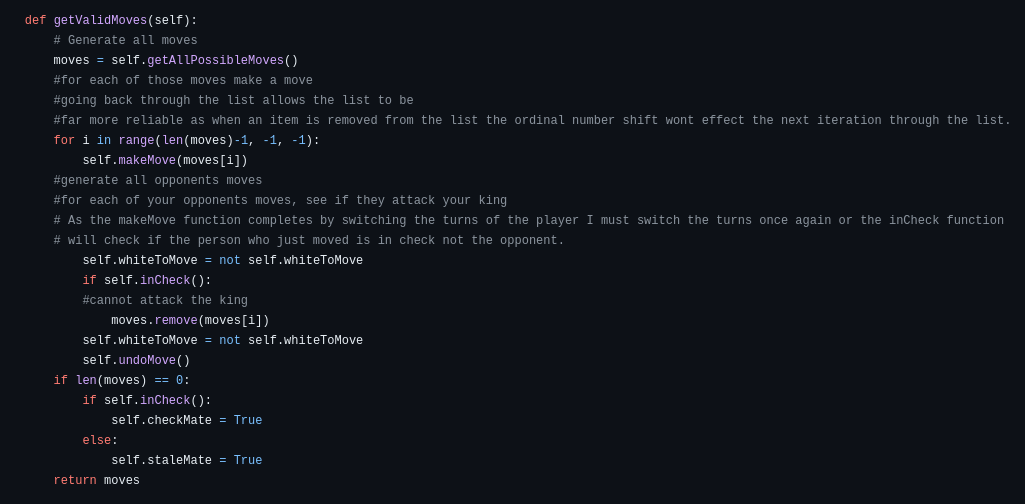 def getValidMoves(self):
    # Generate all moves
    moves = self.getAllPossibleMoves()
    #for each of those moves make a move
    #going back through the list allows the list to be
    #far more reliable as when an item is removed from the list the ordinal number shift wont effect the next iteration through the list.
    for i in range(len(moves)-1, -1, -1):
        self.makeMove(moves[i])
    #generate all opponents moves
    #for each of your opponents moves, see if they attack your king
    # As the makeMove function completes by switching the turns of the player I must switch the turns once again or the inCheck function
    # will check if the person who just moved is in check not the opponent.
        self.whiteToMove = not self.whiteToMove
        if self.inCheck():
        #cannot attack the king
            moves.remove(moves[i])
        self.whiteToMove = not self.whiteToMove
        self.undoMove()
    if len(moves) == 0:
        if self.inCheck():
            self.checkMate = True
        else:
            self.staleMate = True
    return moves